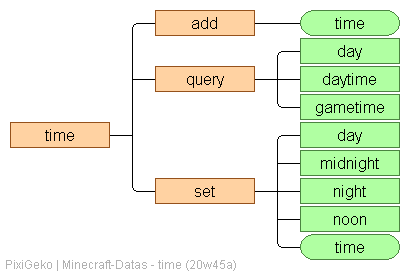 add
time
day
query
daytime
gametime
time
day
midnight
set
night
noon
time
PixiGeko | Minecraft-Datas - time (20w45a)